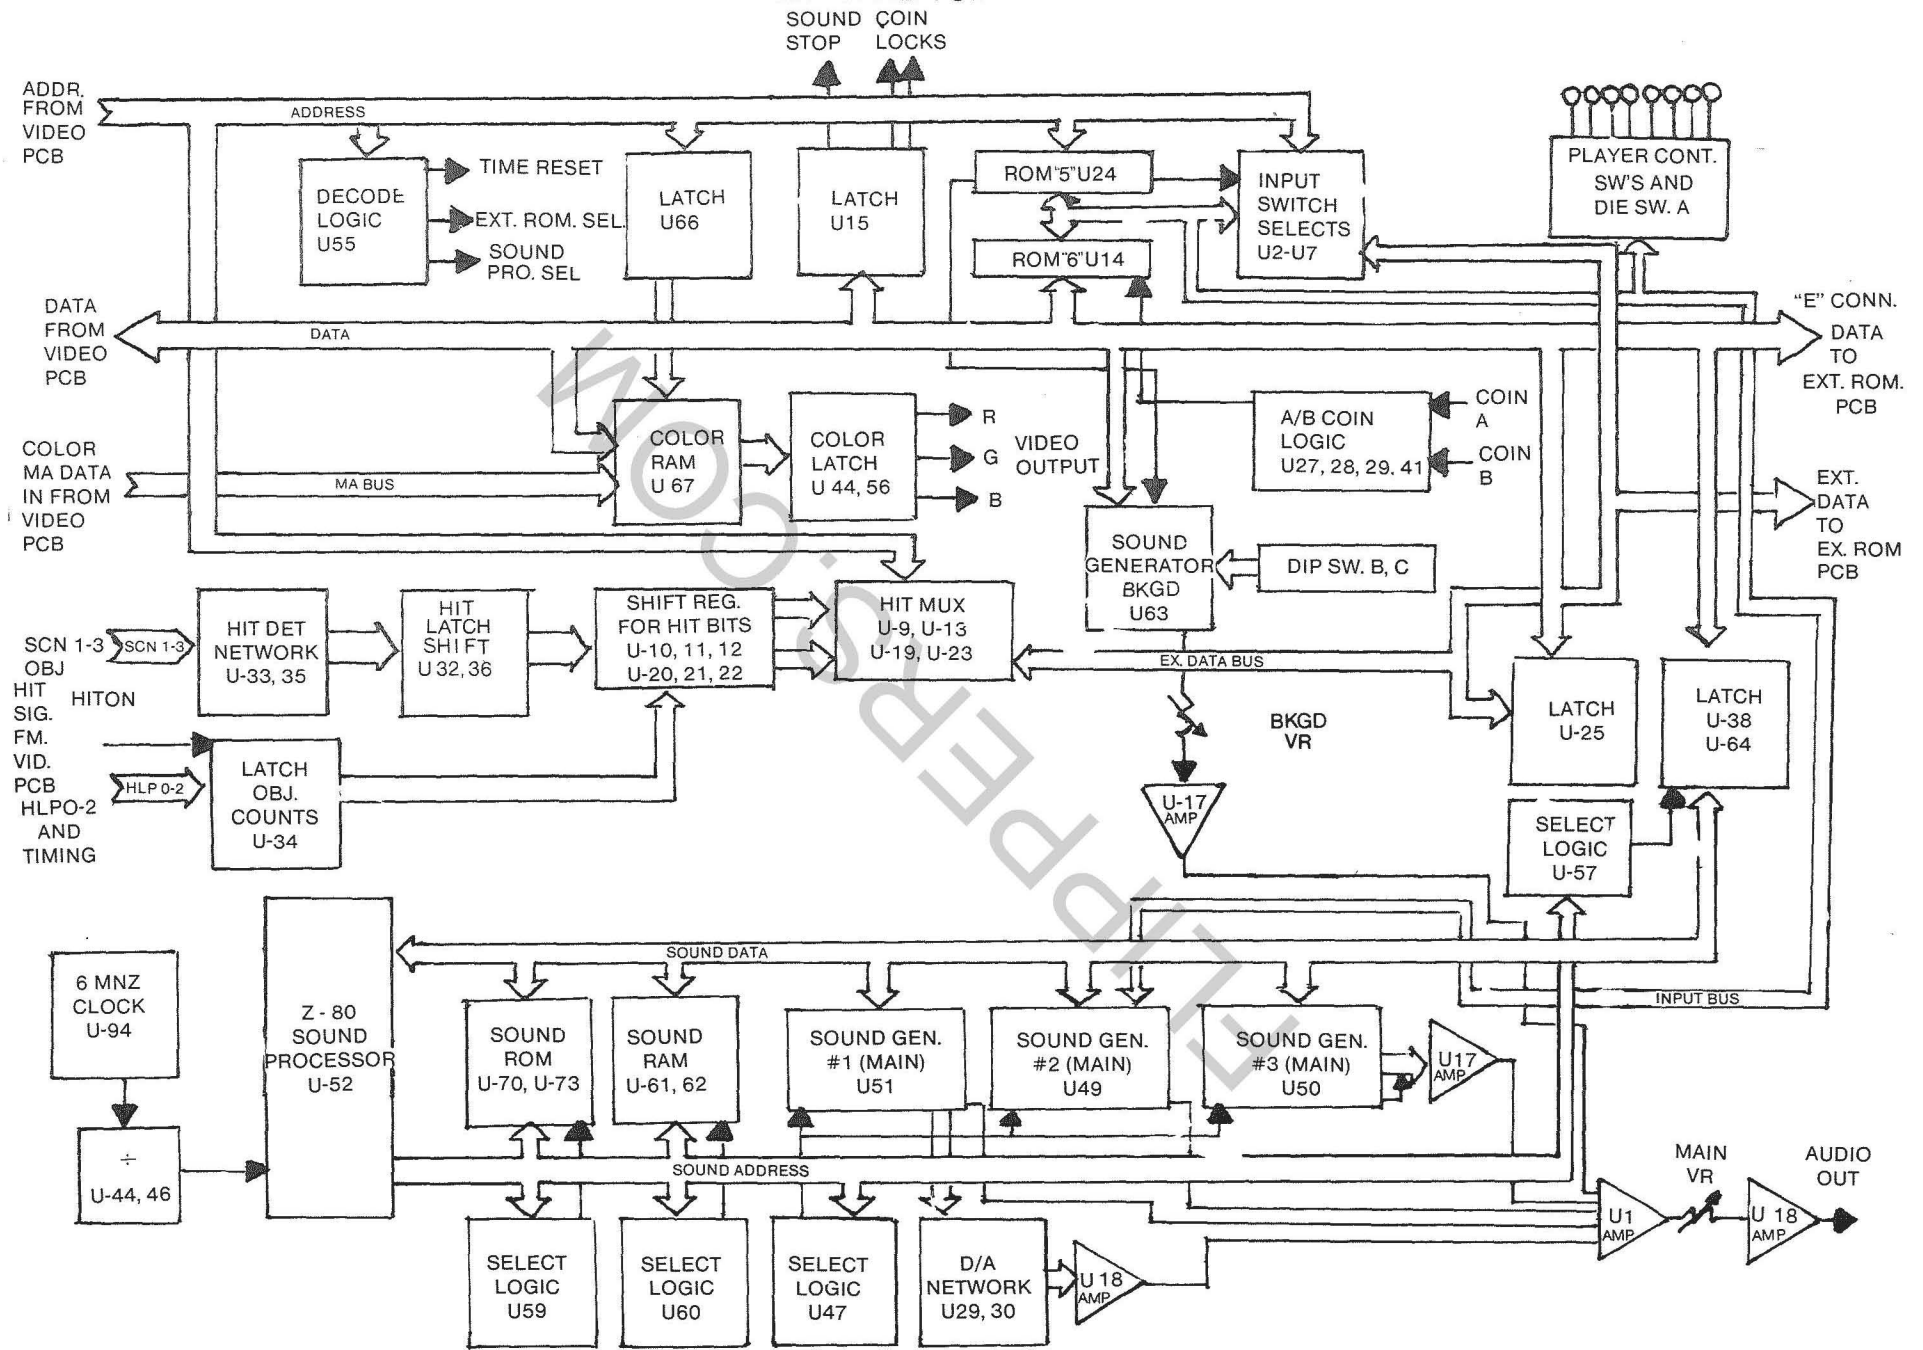 SOUND STOP
COIN LOCKS
ADDR. FROM VIDEO PCB
ADDRESS
DECODE LOGIC U55
TIME RESET
EXT. ROM. SEL.
SOUND PRO. SEL
LATCH U66
LATCH U15
ROM"5"U24
ROM"6"U14
INPUT SWITCH SELECTS U2-U7
PLAYER CONT. SW'S AND DIE SW. A
DATA FROM VIDEO PCB
DATA
"E" CONN.
DATA TO EXT. ROM. PCB
COLOR MA DATA IN FROM VIDEO PCB
MA BUS
COLOR RAM U 67
COLOR LATCH U 44, 56
R
G
B
VIDEO OUTPUT
A/B COIN LOGIC U27, 28, 29. 41
COIN A
COIN B
EXT. DATA TO EX. ROM PCB
SOUND GENERATOR BKGD U63
DIP SW. B, C
SCN 1-3 OBJ
SCN 1-3
HIT SIG. FM. VID. PCB
HITON
HIT DET NETWORK U-33, 35
HIT LATCH SHIFT U 32, 36
SHIFT REG. FOR HIT BITS U-10, 11, 12 U-20, 21, 22
HIT MUX U-9, U-13 U-19, U-23
EX. DATA BUS
BKGD VR
LATCH U-25
LATCH U-38 U-64
HLP 0-2
HLPO-2 AND TIMING
LATCH OBJ. COUNTS U-34
U-17 AMP
SELECT LOGIC U-57
SOUND DATA
6 MNZ CLOCK U-94
Z - 80 SOUND PROCESSOR U-52
SOUND ROM U-70, U-73
SOUND RAM U-61, 62
SOUND GEN. #1 (MAIN) U51
SOUND GEN. #2 (MAIN) U49
SOUND GEN. #3 (MAIN) U50
U17 AMP
INPUT BUS
÷ U-44, 46
SOUND ADDRESS
SELECT LOGIC U59
SELECT LOGIC U60
SELECT LOGIC U47
D/A NETWORK U29, 30
U 18 AMP
U1 AMP
MAIN VR
U 18 AMP
AUDIO OUT
FLIPPERS.COM